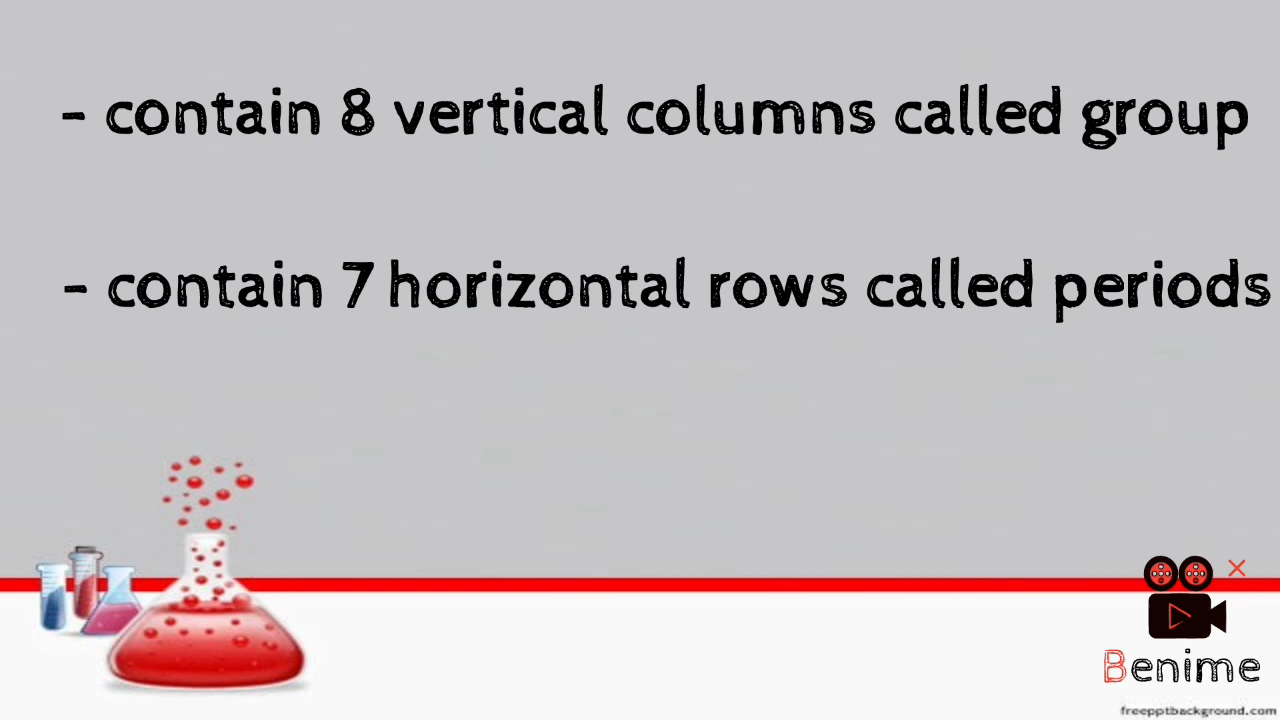 - contain 8 vertical columns called group
- contain 7 horizontal rows called periods
Benime
freepptbackground.com